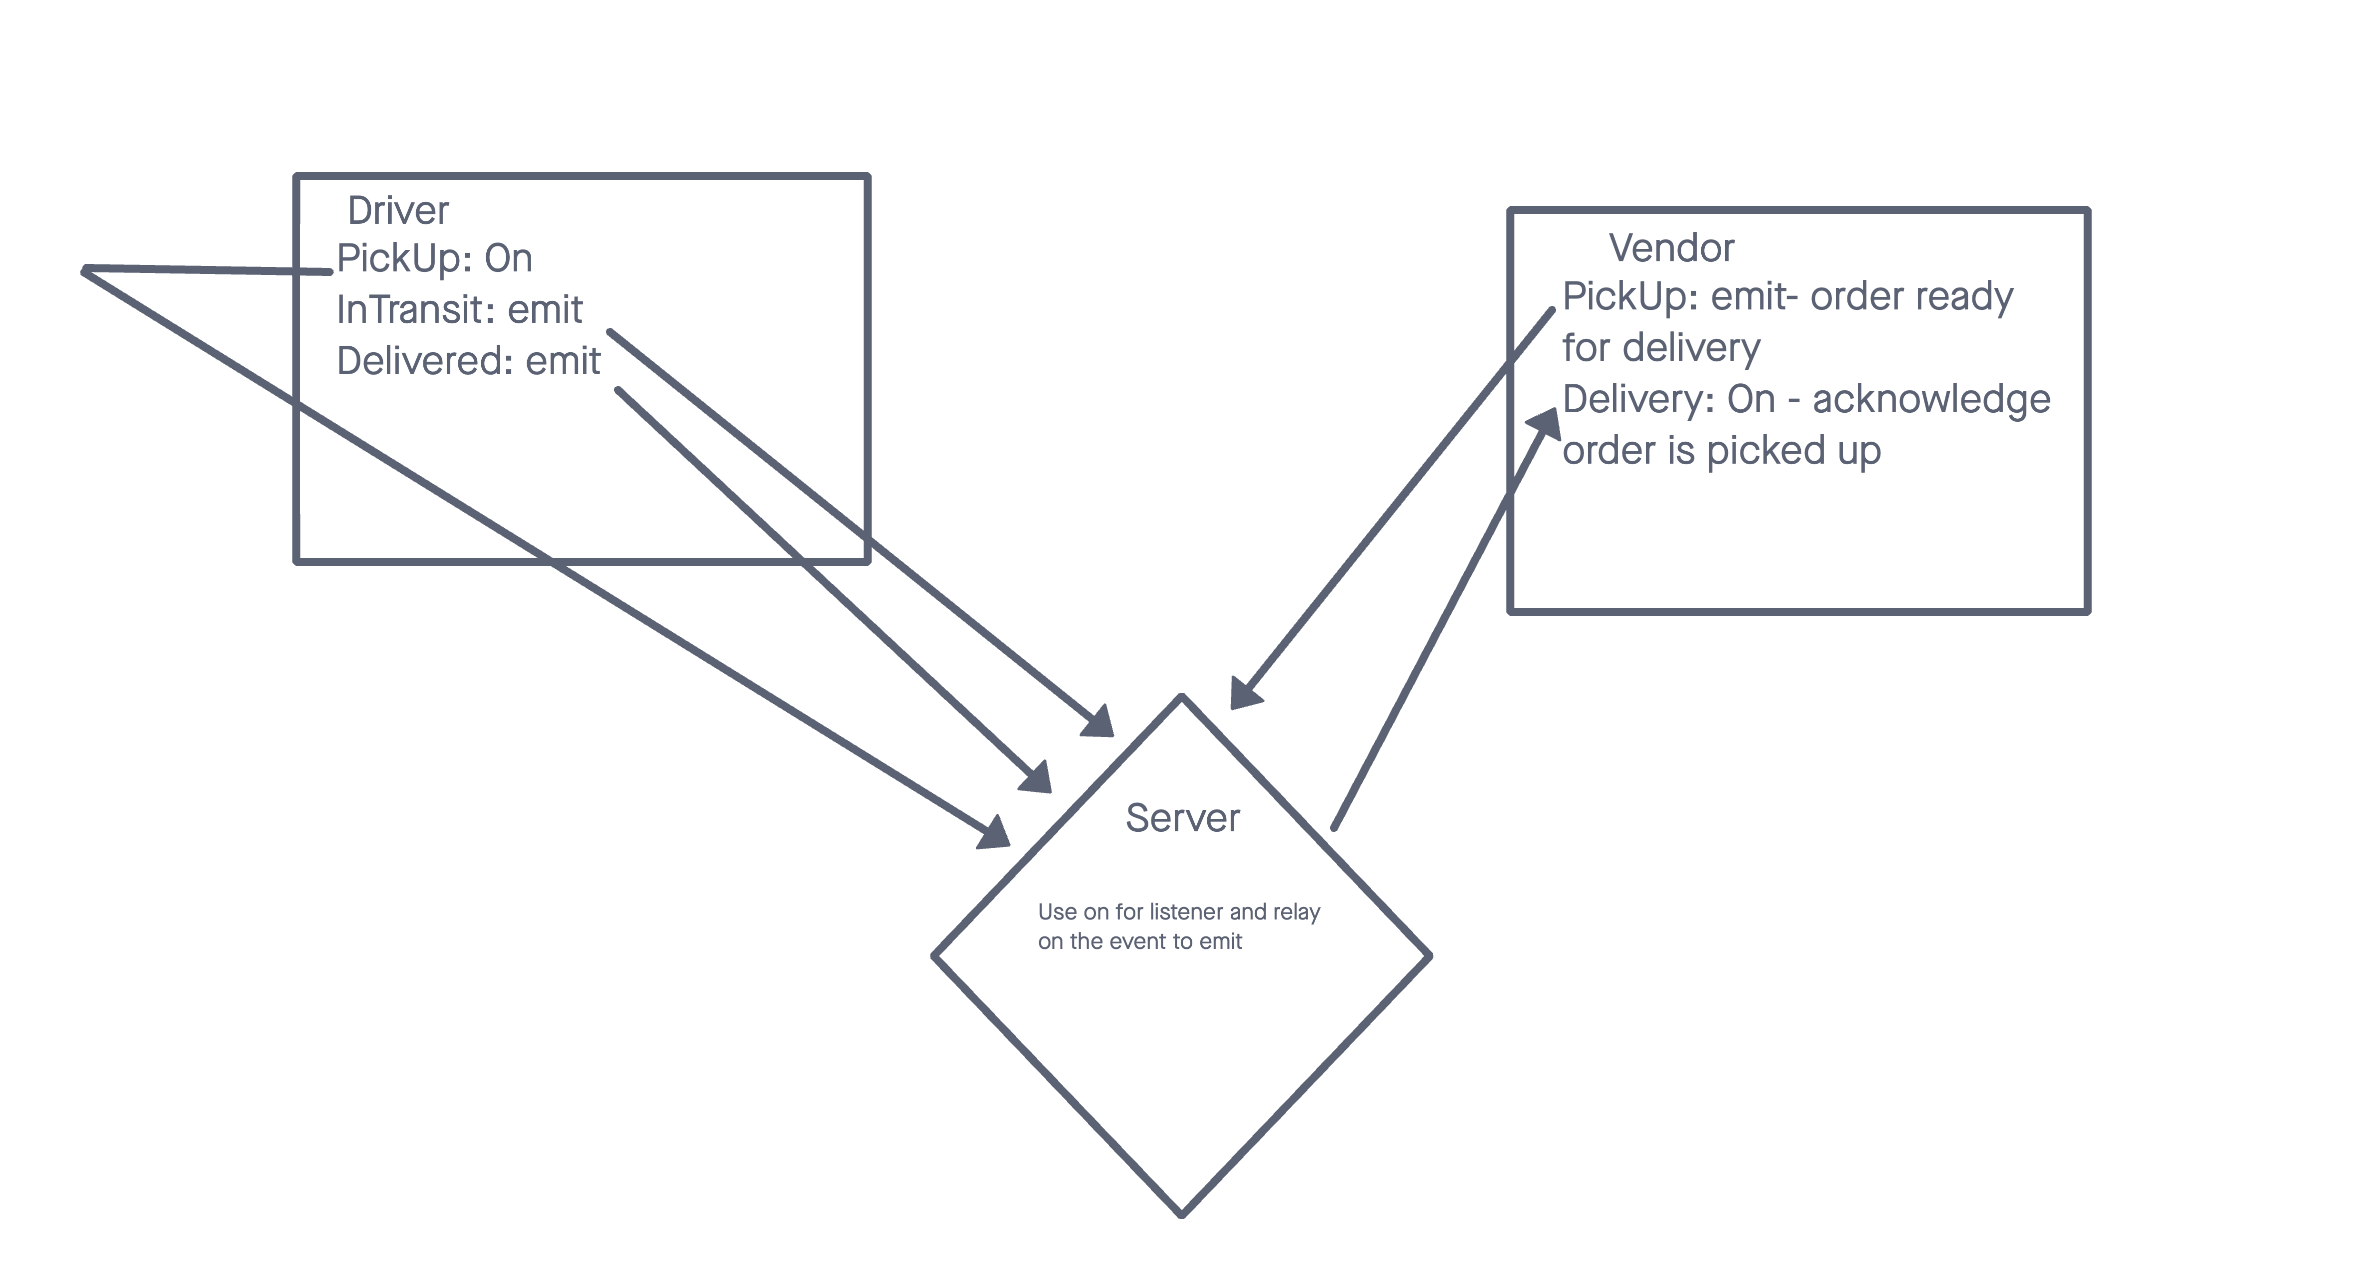 Driver
PickUp: On
InTransit: emit
Delivered: emit
Vendor
PickUp: emit- order ready
for delivery
Delivery: On - acknowledge
order is picked up
Server
Use on for listener and relay
on the event to emit